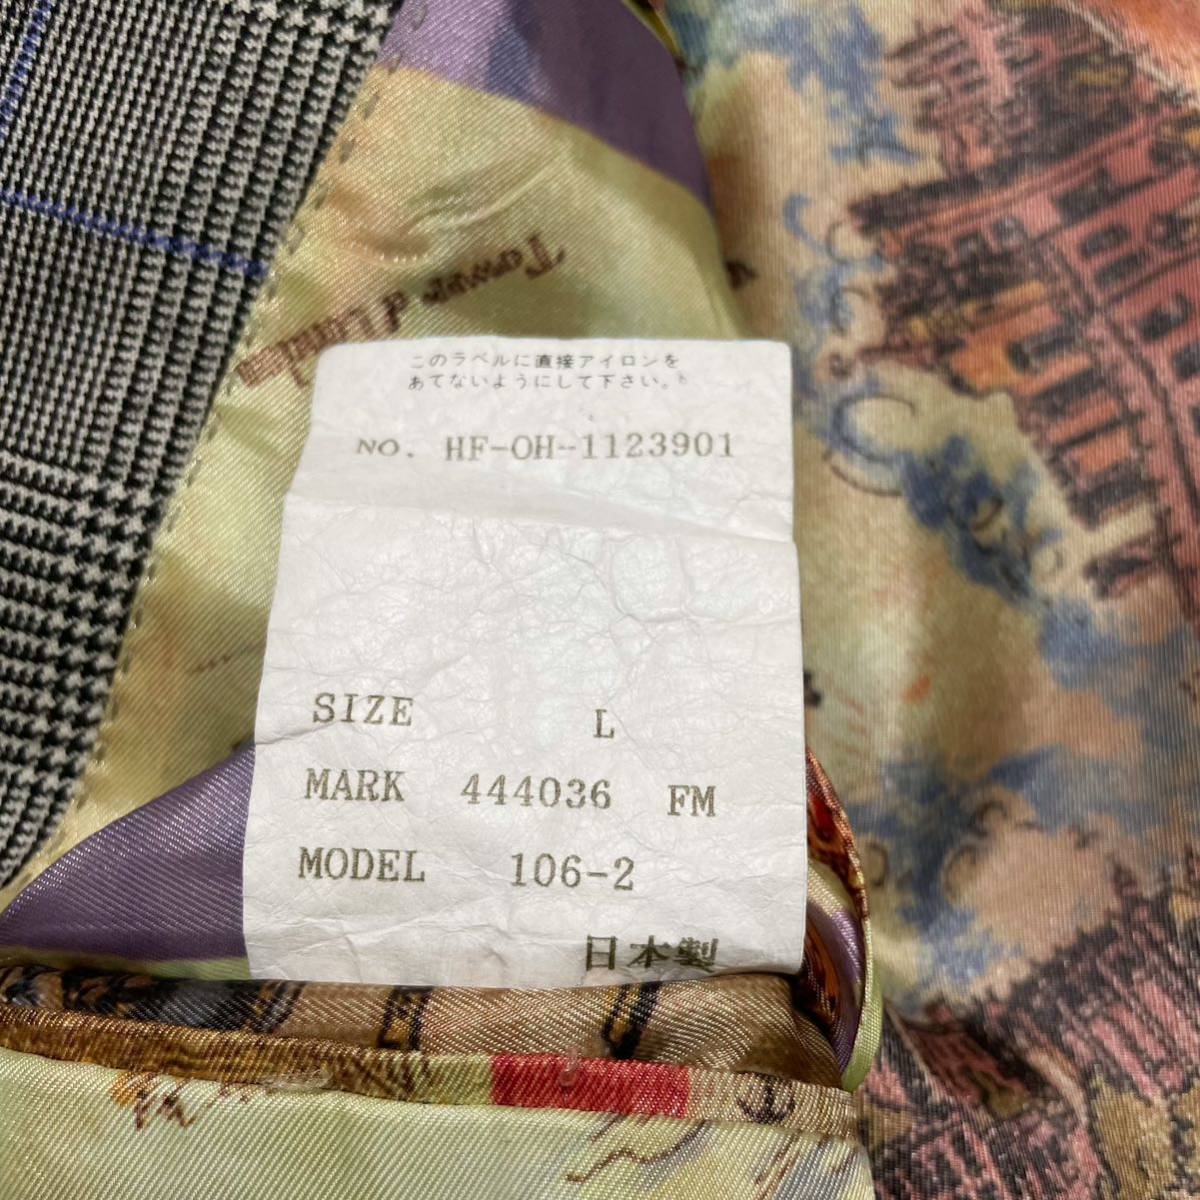 このラベルに直接アイロンを
あてないようにして下さい。
NO. HF-OH-1123901
SIZE L
MARK 444036 FM
MODEL 106-2
日本製